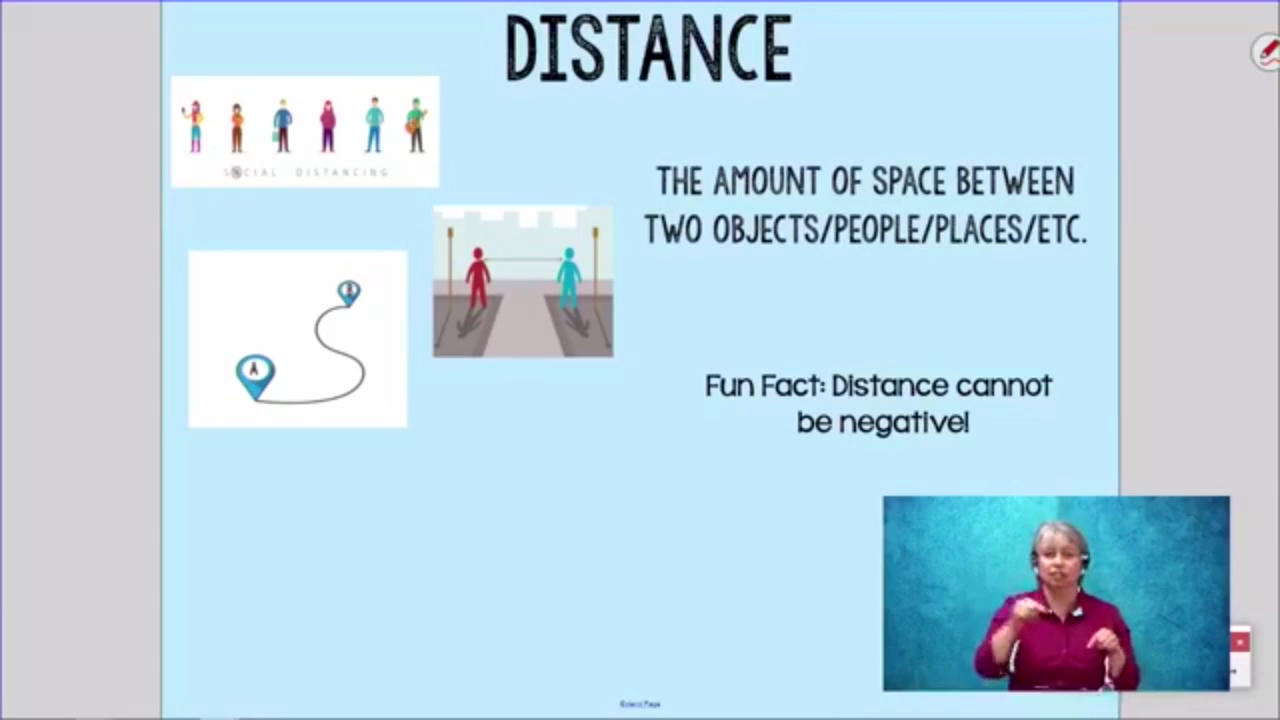 DISTANCE
SOCIAL DISTANCING
THE AMOUNT OF SPACE BETWEEN
TWO OBJECTS/PEOPLE/PLACES/ETC.
B
A
Fun Fact: Distance cannot
be negative!